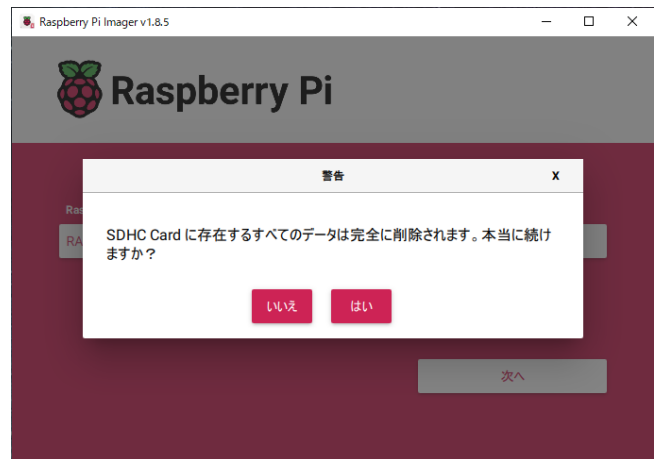 Raspberry Pi Imager v1.8.5
Raspberry Pi
警告
X
Ras
RA
SDHC Card に存在するすべてのデータは完全に削除されます。本当に続け
ますか？
いいえ
はい
次へ